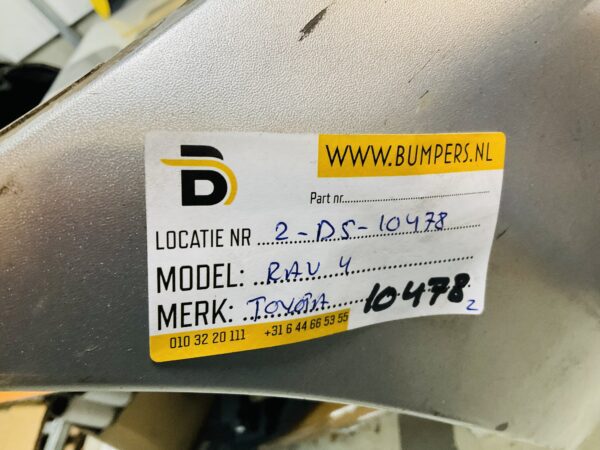 WWW.BUMPERS.NL
Part nr
LOCATIE NR 2-DS-10478
MODEL: RAV 4
MERK: TOYOTA 10478 2
010 32 20 111 +31 6 44 66 53 55